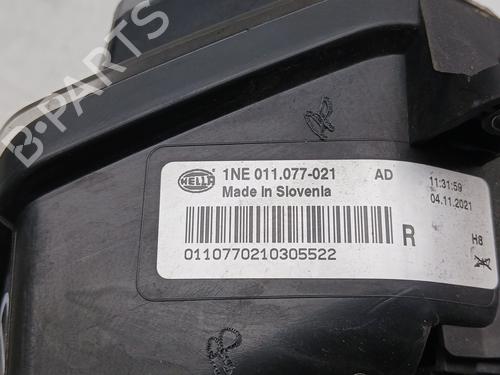 B-PARTS
HELLA
1NE 011.077-021 AD
Made in Slovenia
11:31:59
04.11.2021
0110770210305522
R
H8